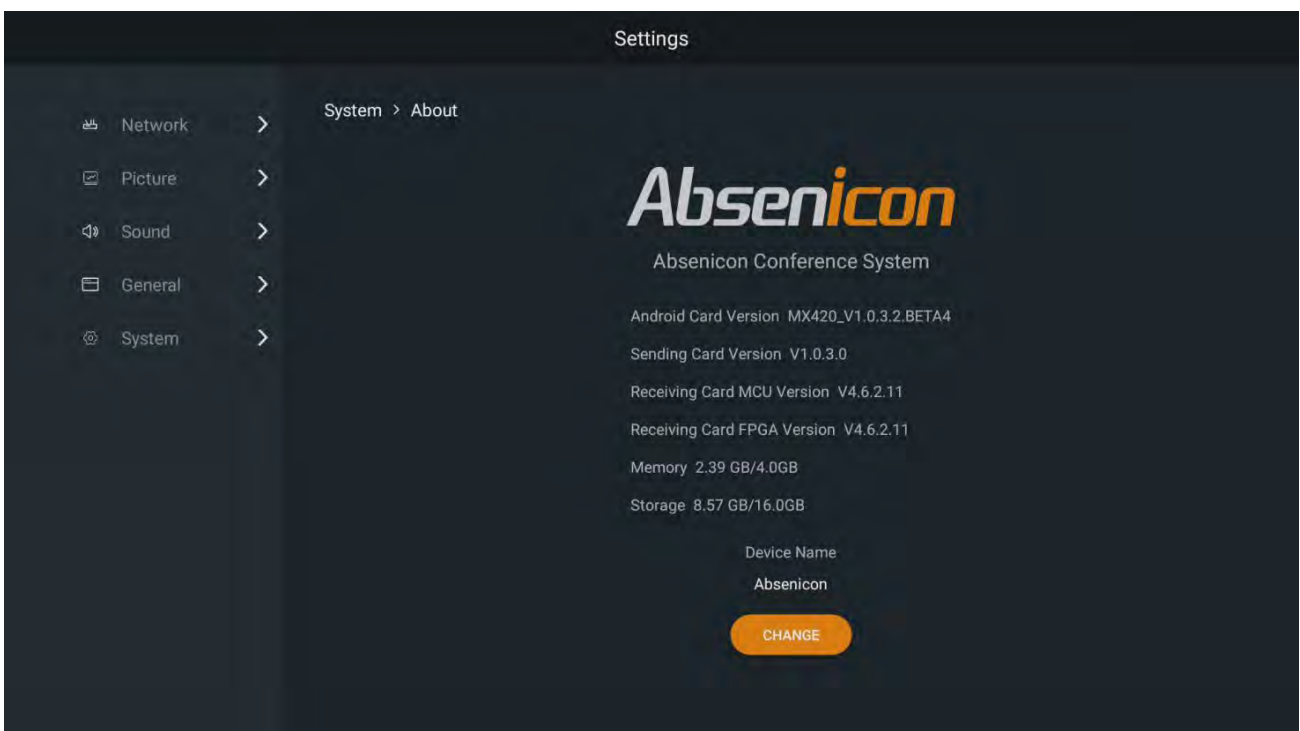 Settings
Network
Picture
Sound
General
System
System > About
Absenicon
Absenicon Conference System
Android Card Version MX420_V1.0.3.2.BETA4
Sending Card Version V1.0.3.0
Receiving Card MCU Version V4.6.2.11
Receiving Card FPGA Version V4.6.2.11
Memory 2.39 GB/4.0GB
Storage 8.57 GB/16.0GB
Device Name
Absenicon
CHANGE